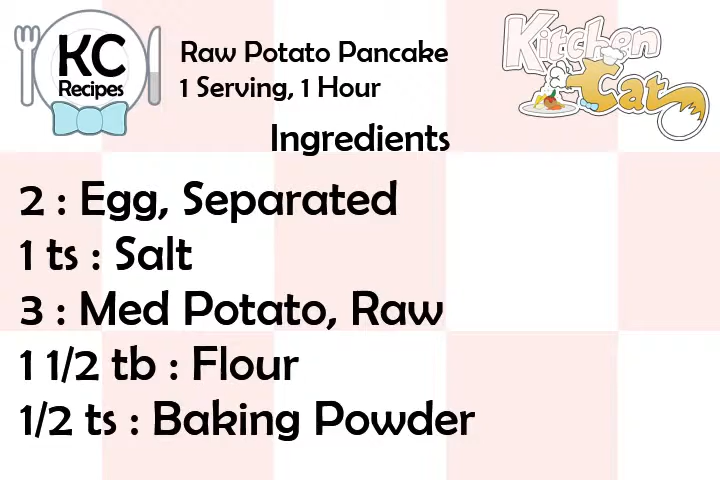 KC
Recipes
Raw Potato Pancake
1 Serving, 1 Hour
Kitchen
Cat
Ingredients
2 : Egg, Separated
1 ts : Salt
3 : Med Potato, Raw
1 1/2 tb : Flour
1/2 ts : Baking Powder